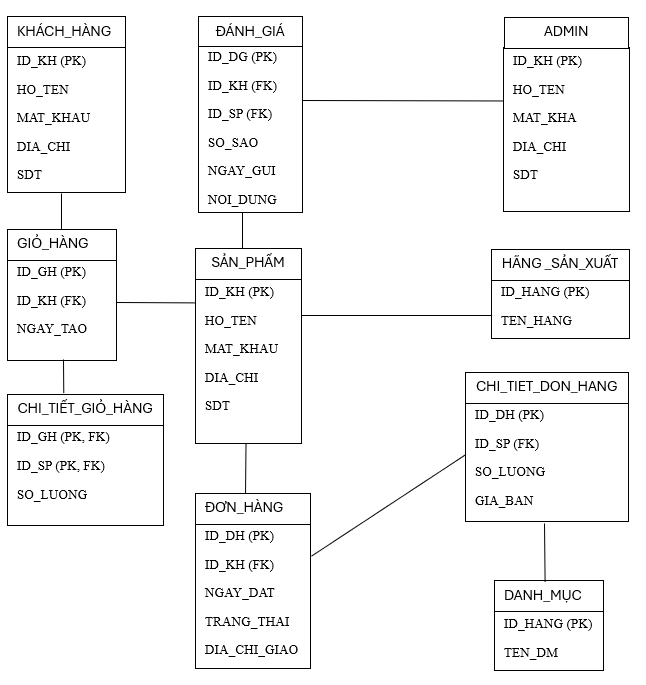 KHÁCH_HÀNG
ID_KH (PK)
HO_TEN
MAT_KHAU
DIA_CHI
SDT
ĐÁNH_GIÁ
ID_DG (PK)
ID_KH (FK)
ID_SP (FK)
SO_SAO
NGAY_GUI
NOI_DUNG
ADMIN
ID_KH (PK)
HO_TEN
MAT_KHA
DIA_CHI
SDT
GIỎ_HÀNG
ID_GH (PK)
ID_KH (FK)
NGAY_TAO
SẢN_PHẨM
ID_KH (PK)
HO_TEN
MAT_KHAU
DIA_CHI
SDT
HÃNG _SẢN_XUẤT
ID_HANG (PK)
TEN_HANG
CHI_TIẾT_GIỎ_HÀNG
ID_GH (PK, FK)
ID_SP (PK, FK)
SO_LUONG
CHI_TIET_DON_HANG
ID_DH (PK)
ID_SP (FK)
SO_LUONG
GIA_BAN
ĐƠN_HÀNG
ID_DH (PK)
ID_KH (FK)
NGAY_DAT
TRANG_THAI
DIA_CHI_GIAO
DANH_MỤC
ID_HANG (PK)
TEN_DM